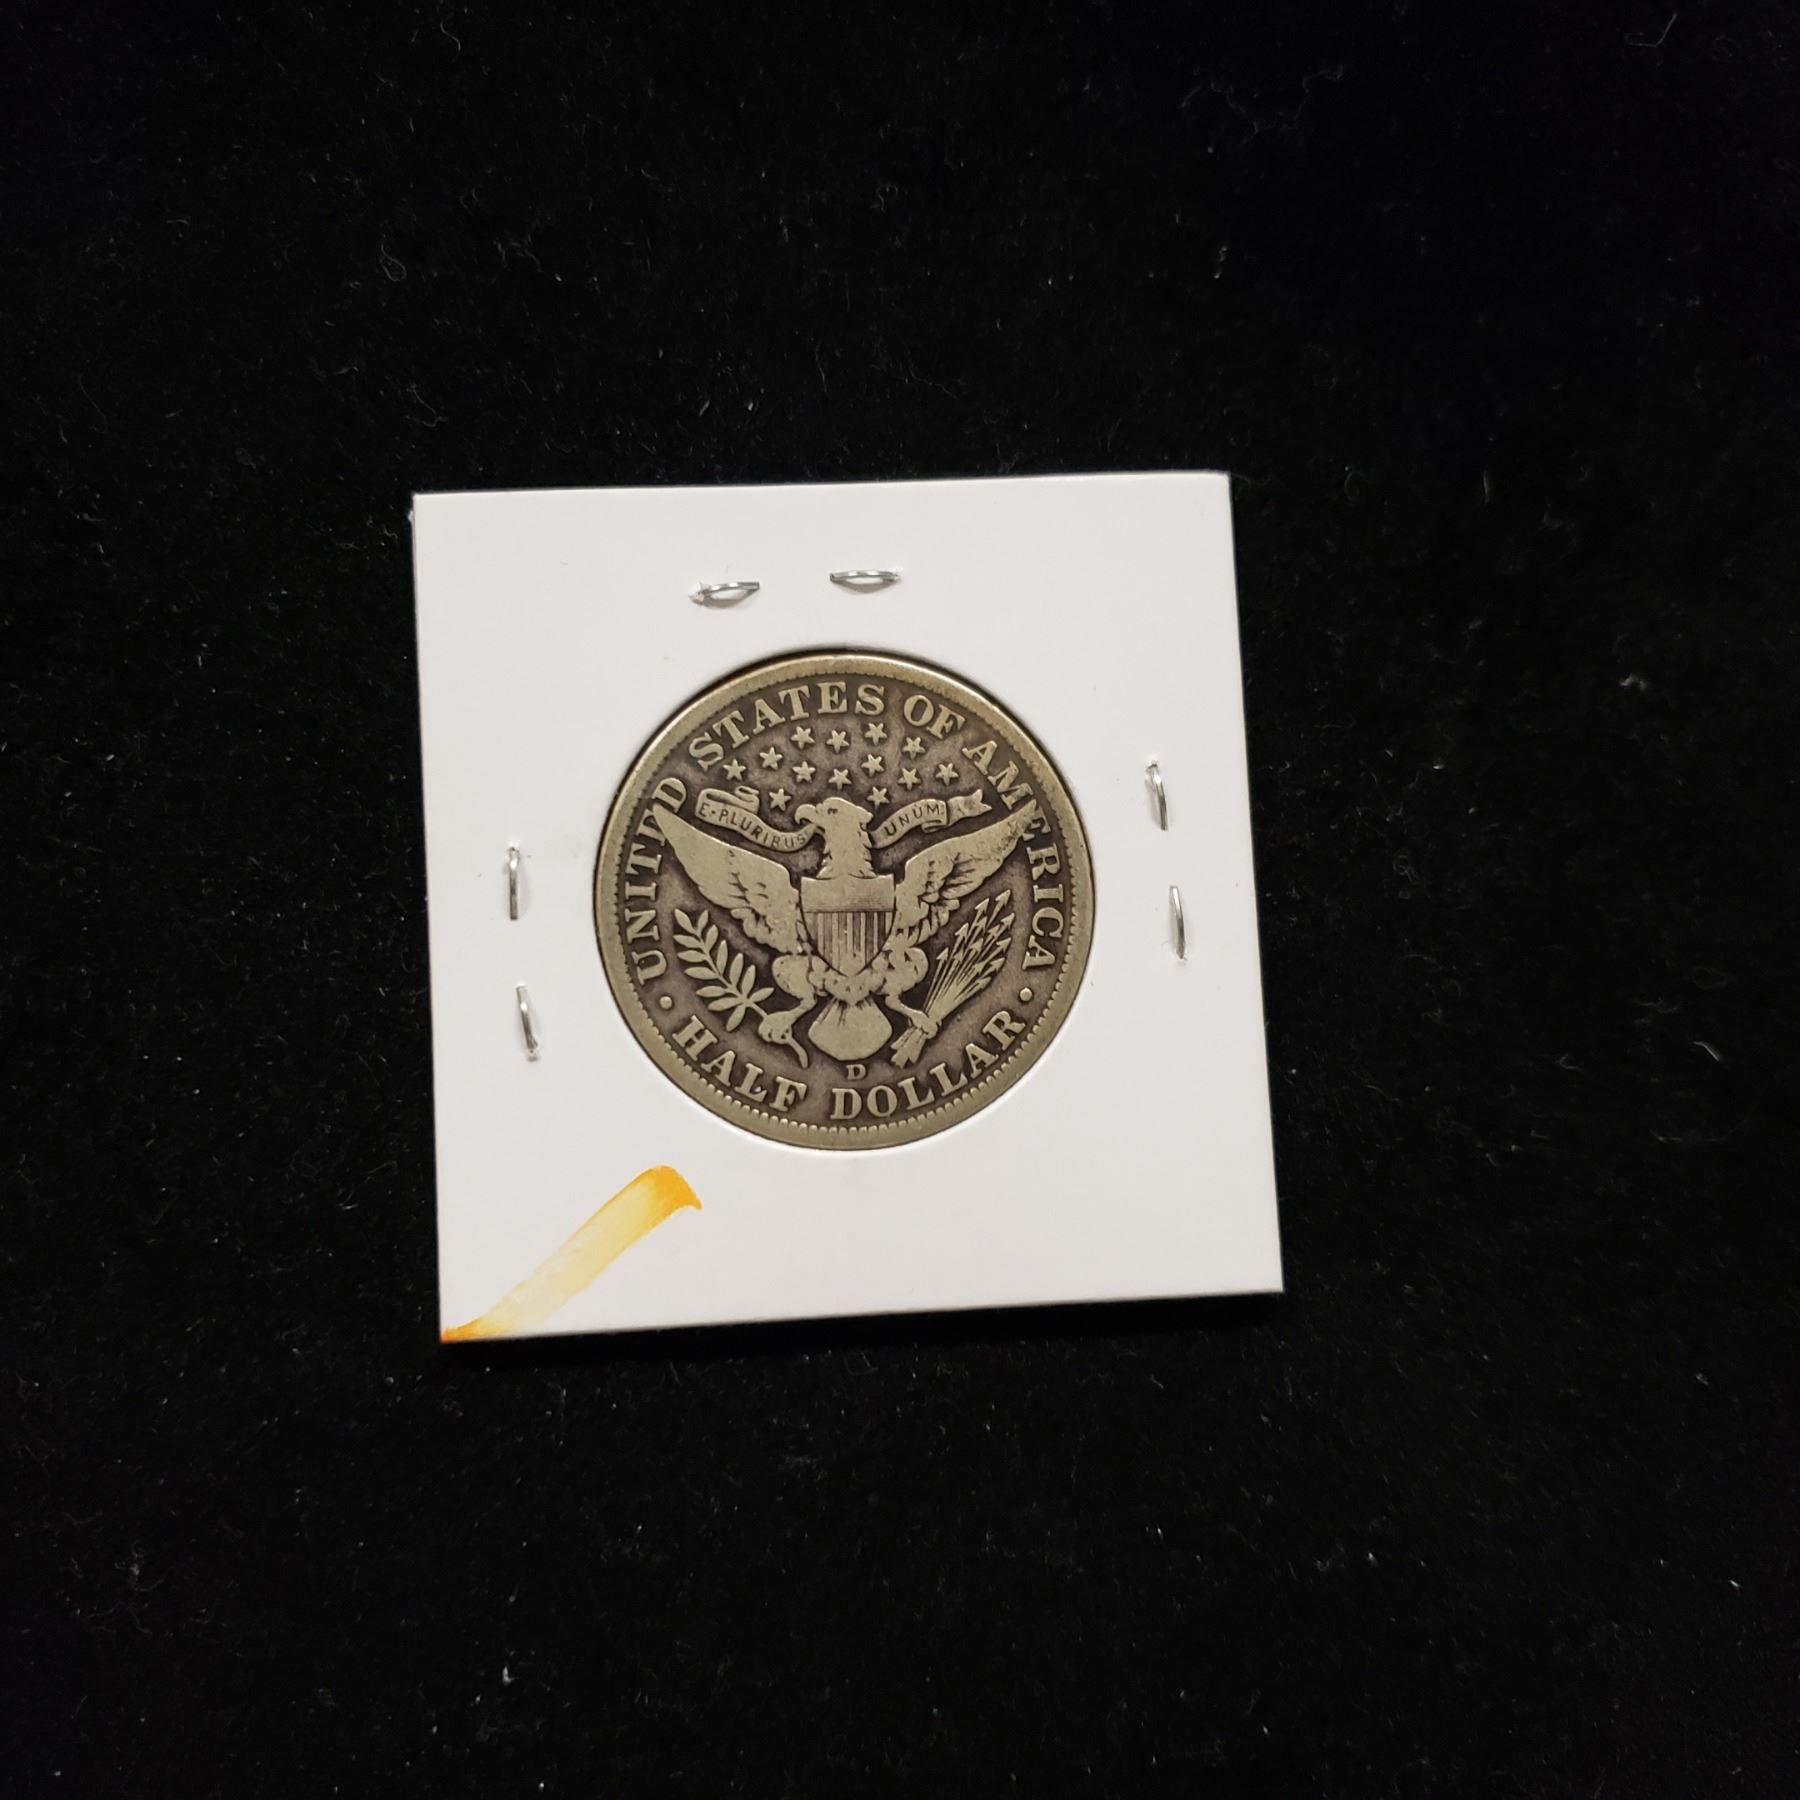 UNITED STATES OF AMERICA
E·PLURIBUS UNUM
D
· HALF DOLLAR ·